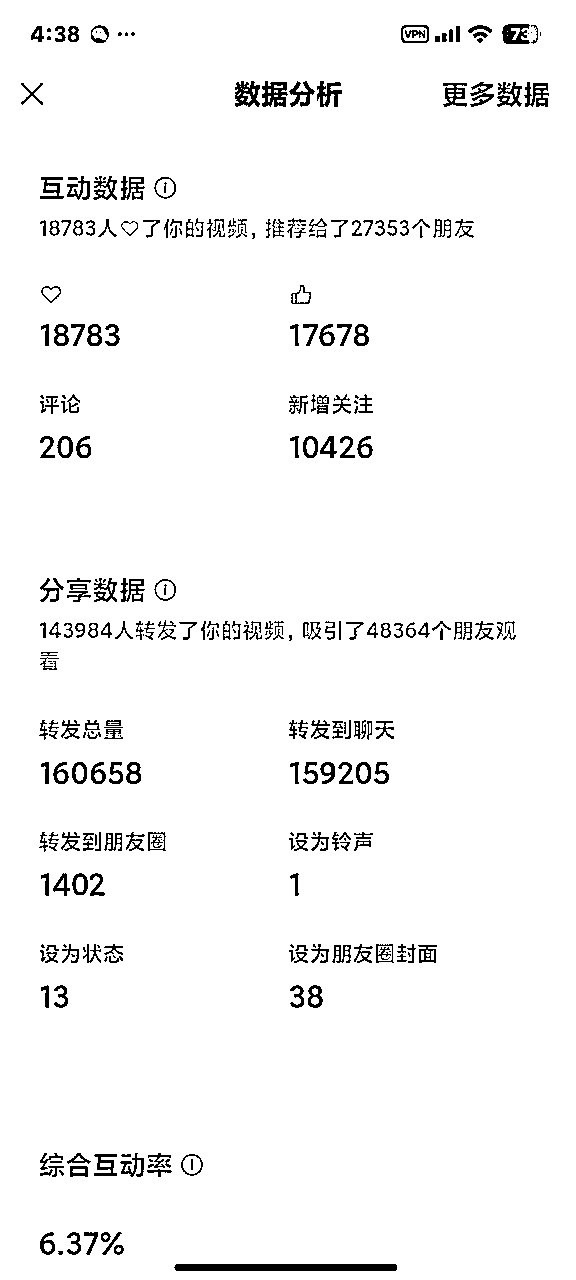 4:38 ···
VPN 73
数据分析 更多数据
互动数据
18783人♡了你的视频，推荐给了27353个朋友
18783 17678
评论 新增关注
206 10426
分享数据
143984人转发了你的视频，吸引了48364个朋友观
看
转发总量 转发到聊天
160658 159205
转发到朋友圈 设为铃声
1402 1
设为状态 设为朋友圈封面
13 38
综合互动率
6.37%